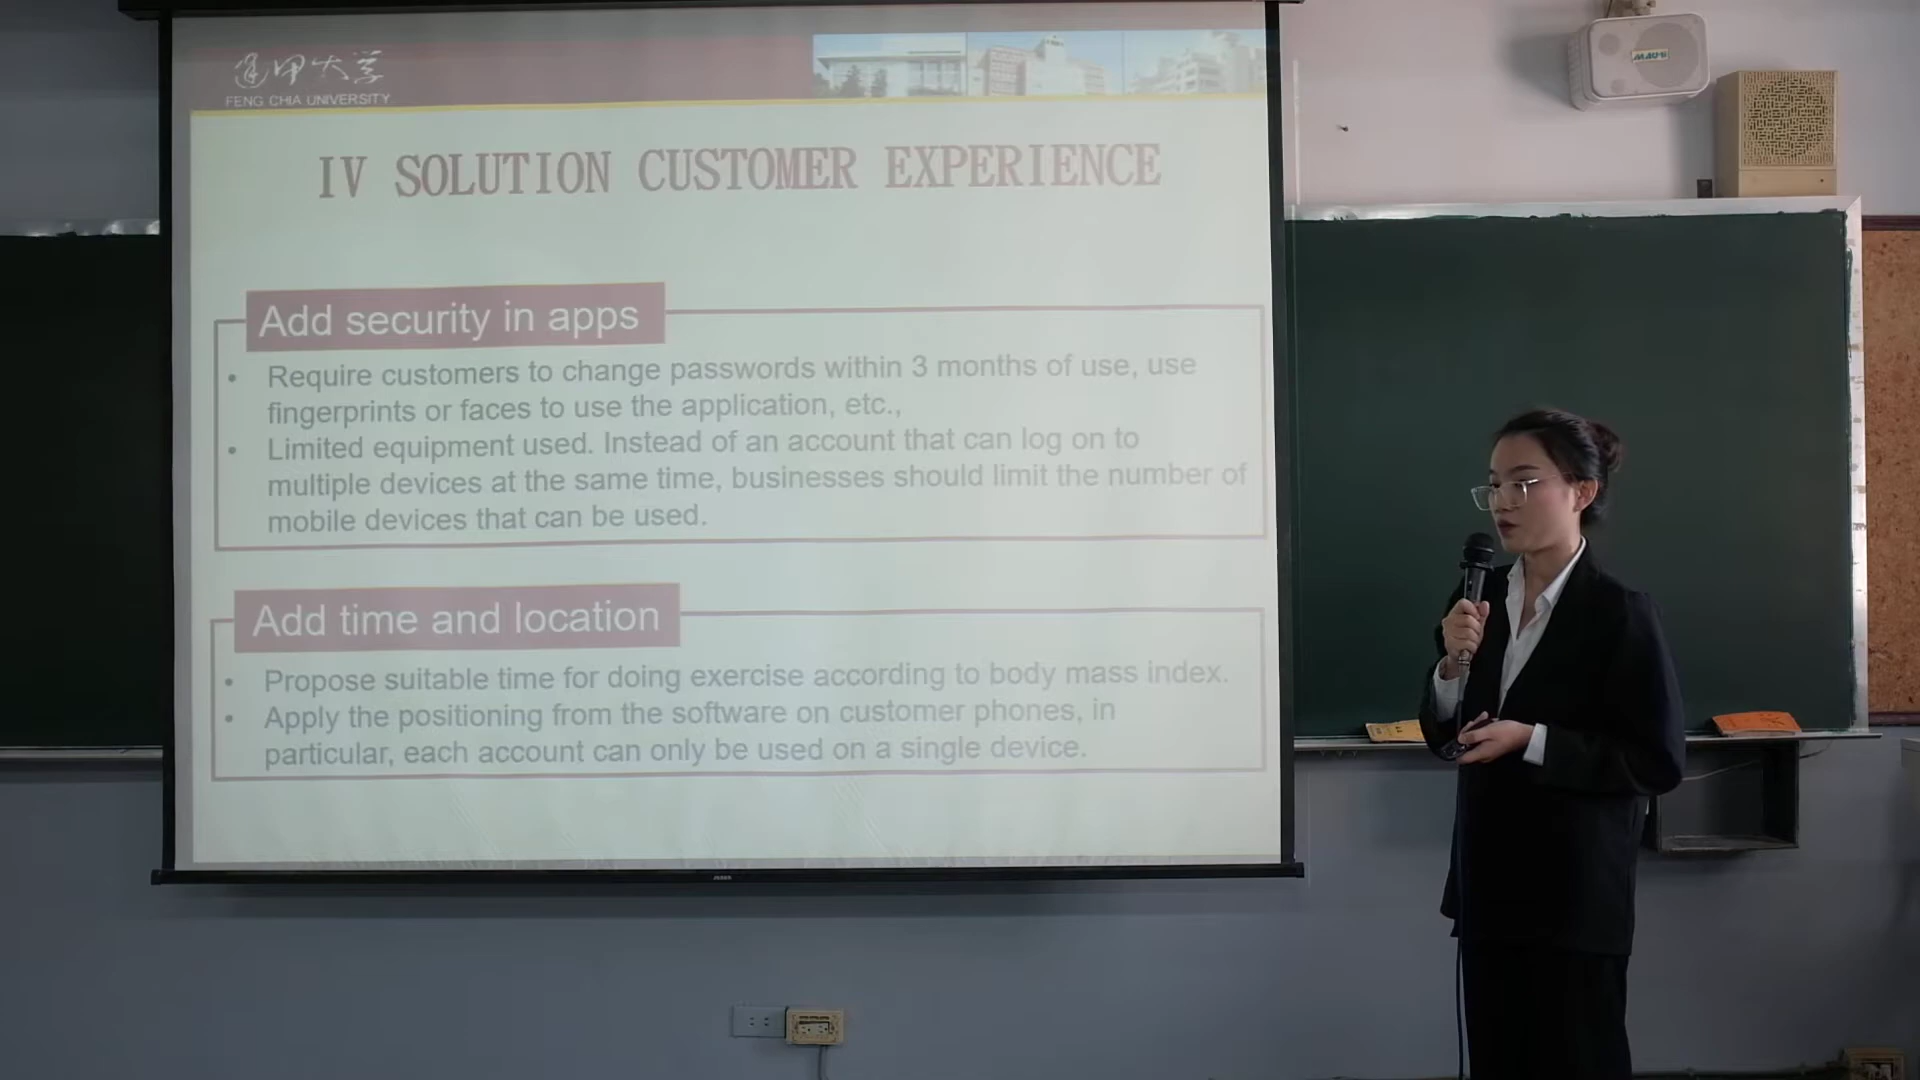 逢甲大學
FENG CHIA UNIVERSITY
IV SOLUTION CUSTOMER EXPERIENCE
Add security in apps
• Require customers to change passwords within 3 months of use, use
fingerprints or faces to use the application, etc.,
• Limited equipment used. Instead of an account that can log on to
multiple devices at the same time, businesses should limit the number of
mobile devices that can be used.
Add time and location
• Propose suitable time for doing exercise according to body mass index.
• Apply the positioning from the software on customer phones, in
particular, each account can only be used on a single device.